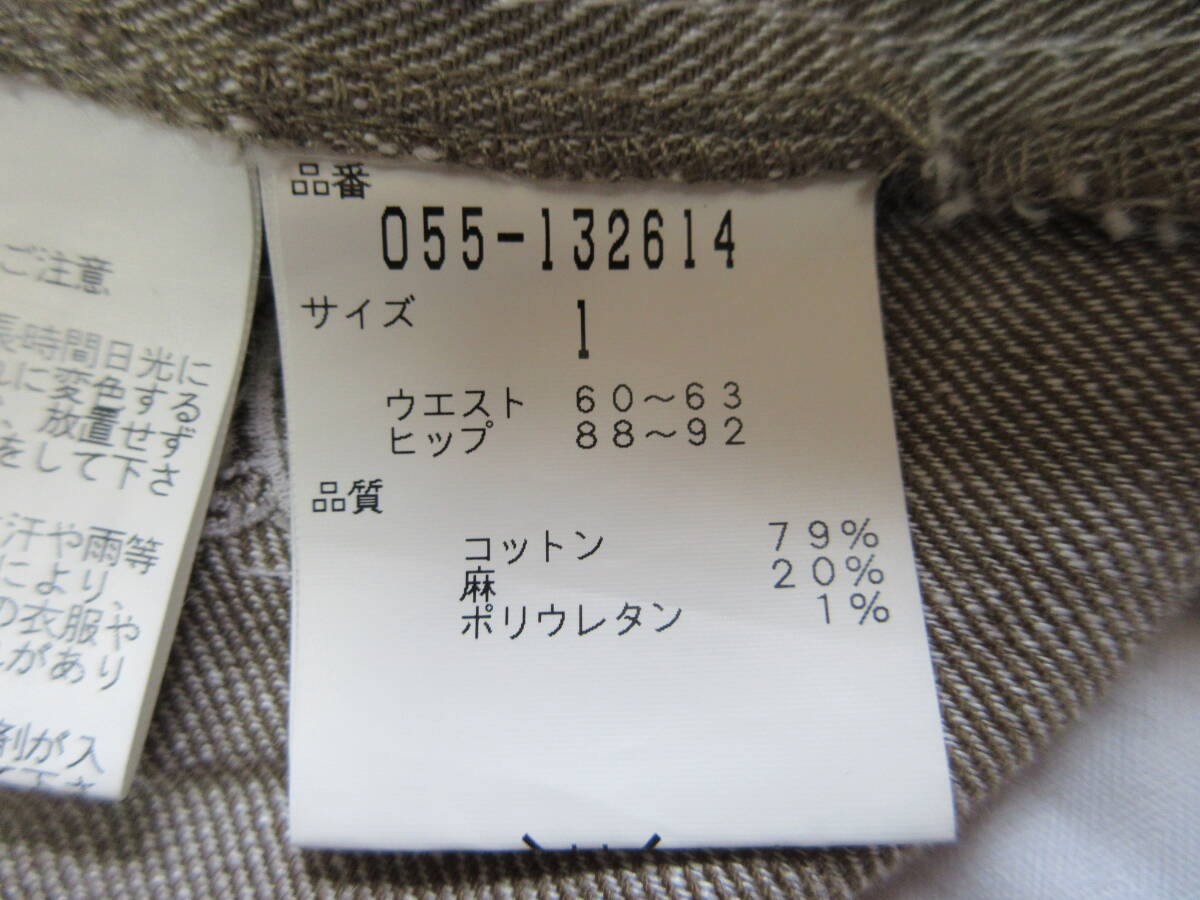 品番
055-132614
サイズ 1
ウエスト 60～63
ヒップ 88～92
品質
コットン 79%
麻 20%
ポリウレタン 1%
ご注意
長時間日光に
に変色する
、放置せず
をして下さ
汗や雨等
により、
の衣服や
があり
剤が入